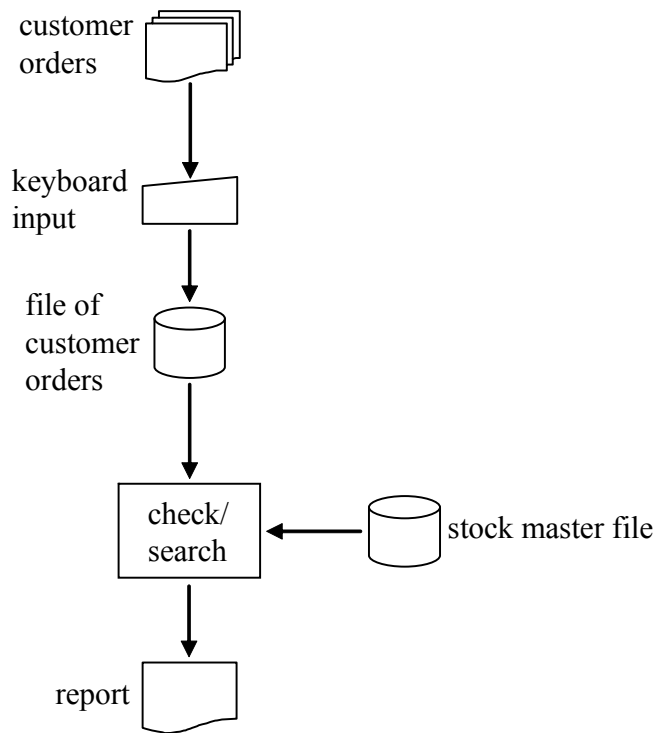 customer
orders
keyboard
input
file of
customer
orders
check/
search
stock master file
report